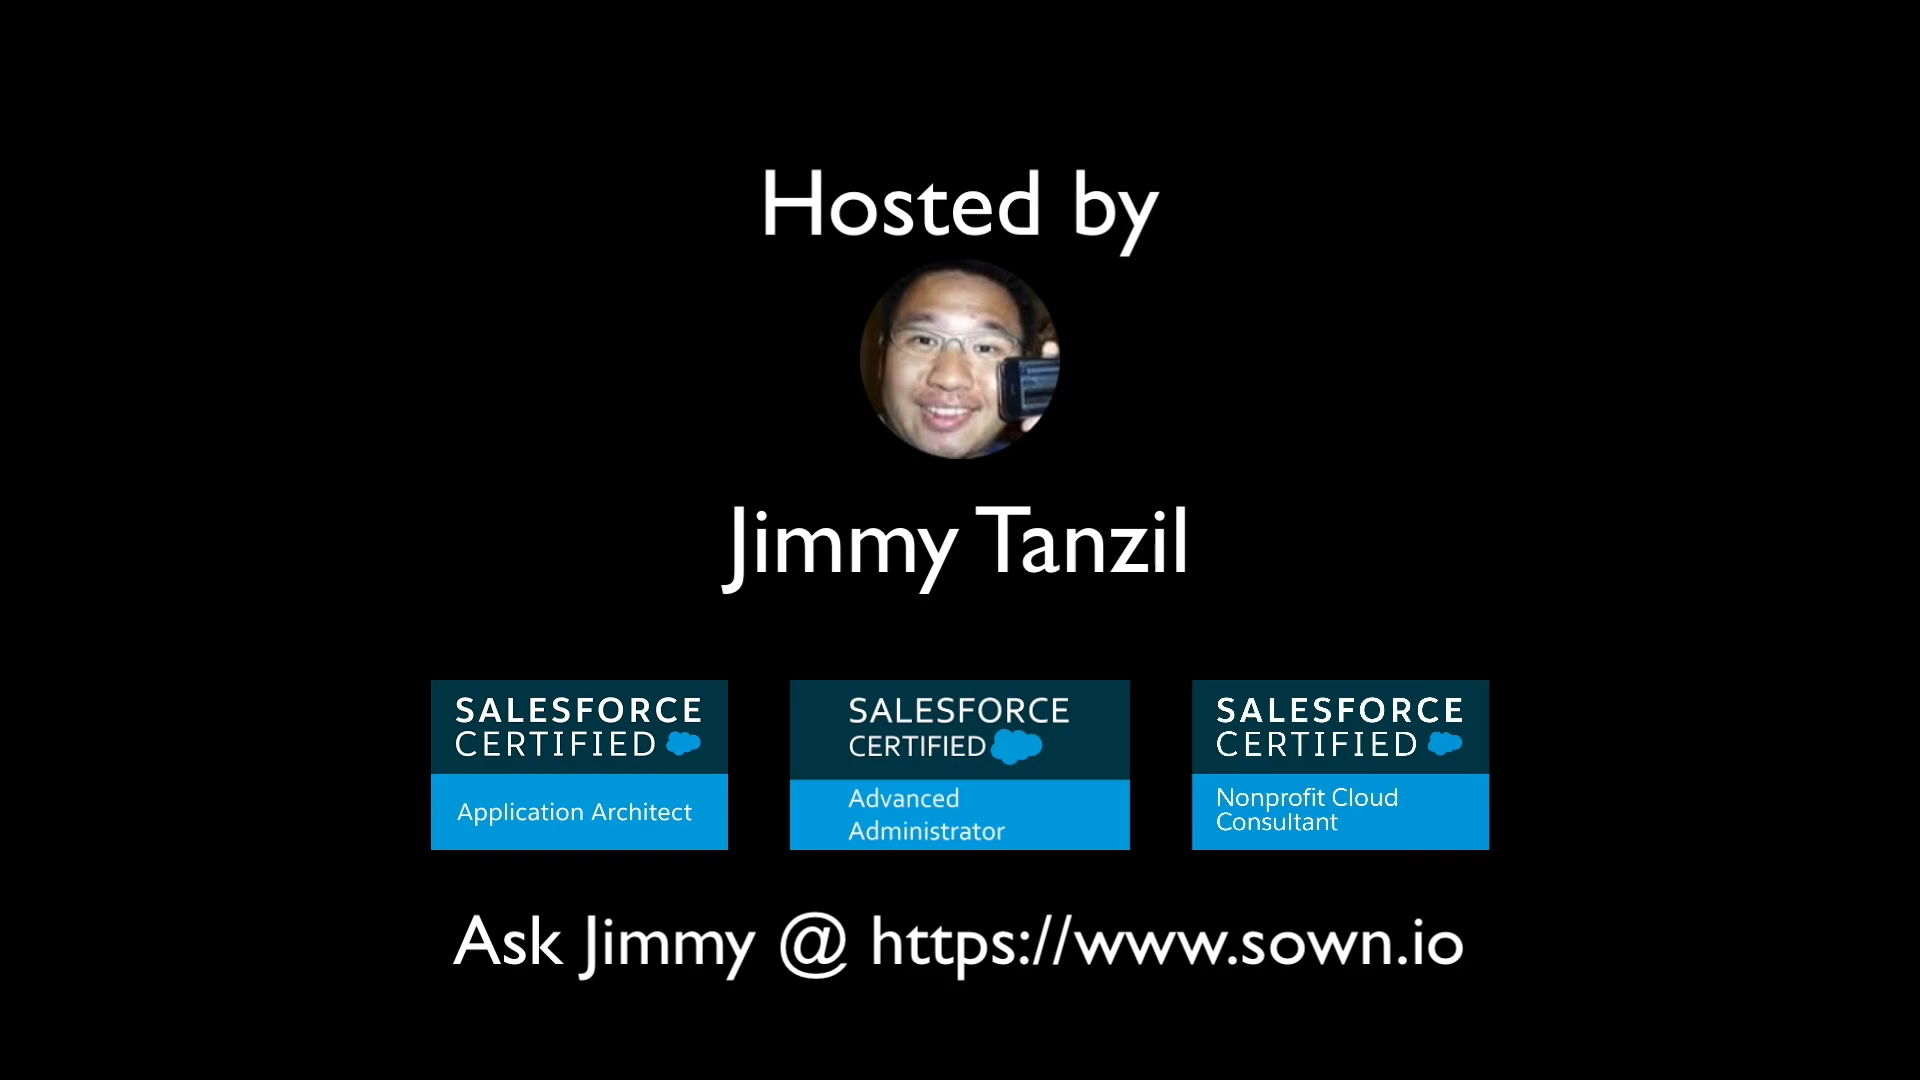 Hosted by
Jimmy Tanzil
SALESFORCE
CERTIFIED
Application Architect
SALESFORCE
CERTIFIED
Advanced
Administrator
SALESFORCE
CERTIFIED
Nonprofit Cloud
Consultant
Ask Jimmy @ https://www.sown.io